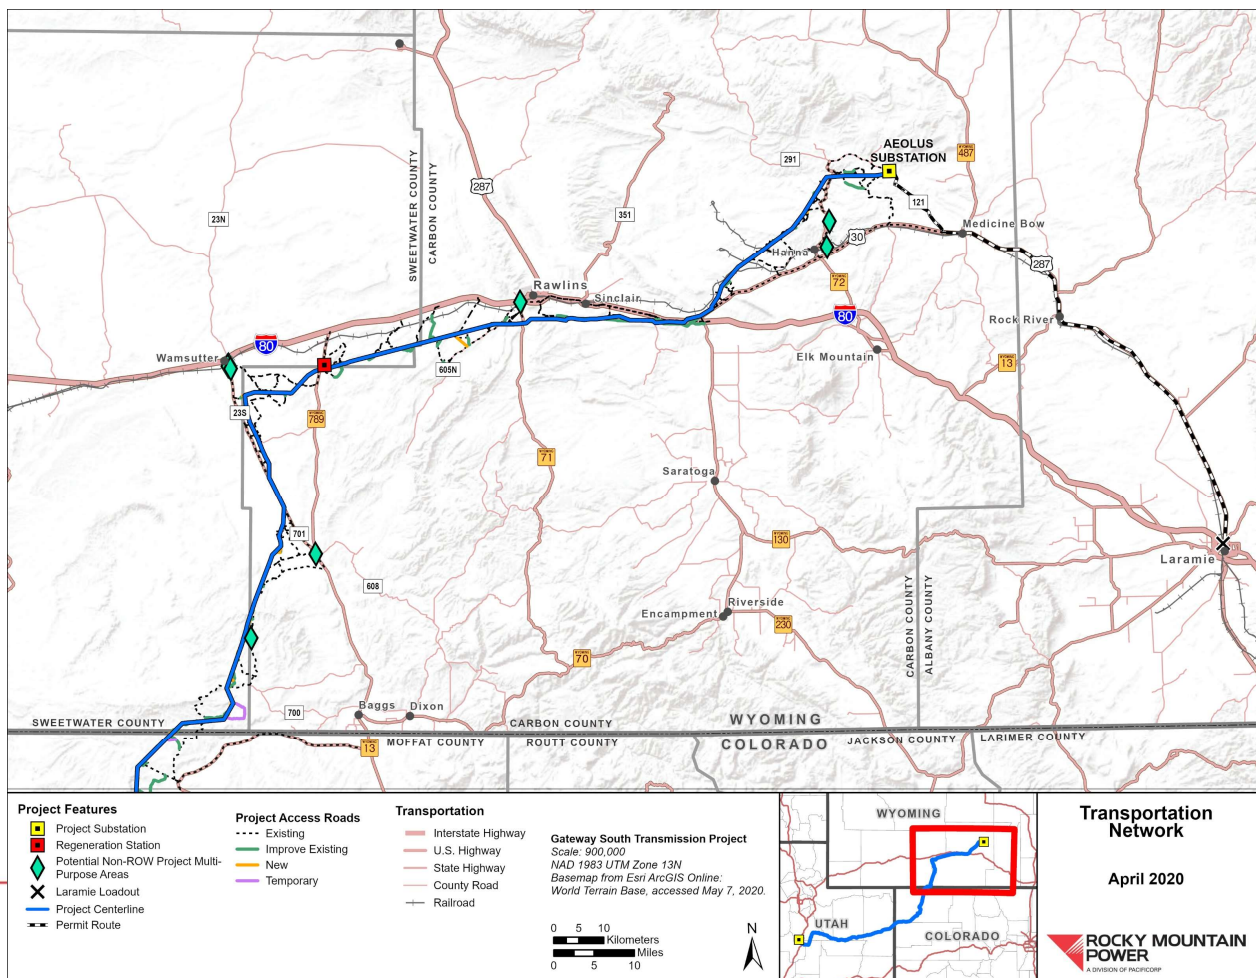 AEOLUS
SUBSTATION
291
487
287
121
23N
351
SWEETWATER COUNTY
CARBON COUNTY
Medicine Bow
30
Hanna
287
72
Rawlins
Sinclair
80
Rock River
80
Wamsutter
Elk Mountain
13
605N
23S
789
71
Saratoga
701
130
Laramie
608
CARBON COUNTY
ALBANY COUNTY
Riverside
Encampment
230
70
700
Baggs
Dixon
SWEETWATER COUNTY
CARBON COUNTY
WYOMING
COLORADO
MOFFAT COUNTY
ROUTT COUNTY
JACKSON COUNTY
LARIMER COUNTY
13
Project Features
Project Substation
Regeneration Station
Potential Non-ROW Project Multi-
Purpose Areas
Laramie Loadout
Project Centerline
Permit Route
Project Access Roads
Existing
Improve Existing
New
Temporary
Transportation
Interstate Highway
U.S. Highway
State Highway
County Road
Railroad
Gateway South Transmission Project
Scale: 900,000
NAD 1983 UTM Zone 13N
Basemap from Esri ArcGIS Online:
World Terrain Base, accessed May 7, 2020.
0 5 10 20
Kilometers
Miles
0 5 10
N
WYOMING
UTAH
COLORADO
Transportation
Network
April 2020
ROCKY MOUNTAIN
POWER
A DIVISION OF PACIFICORP